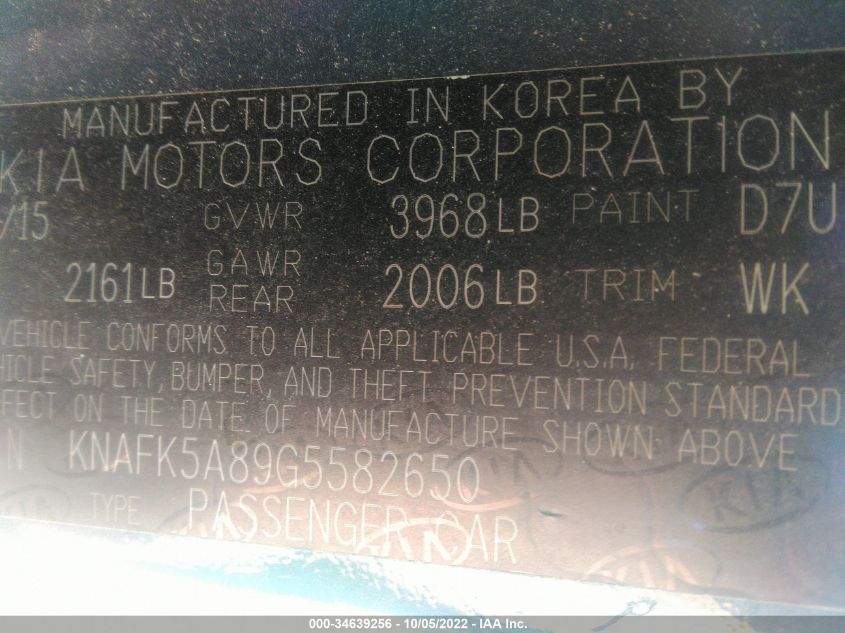 MANUFACTURED IN KOREA BY
KIA MOTORS CORPORATION
/15 GVWR 3968LB PAINT D7U
2161LB GAWR REAR 2006LB TRIM WK
VEHICLE CONFORMS TO ALL APPLICABLE U.S.A. FEDERAL
HICLE SAFETY, BUMPER, AND THEFT PREVENTION STANDARD
FECT ON THE DATE OF MANUFACTURE SHOWN ABOVE
N KNAFK5A89G5582650
TYPE PASSENGER CAR
000-34639256 - 10/05/2022 - IAA Inc.